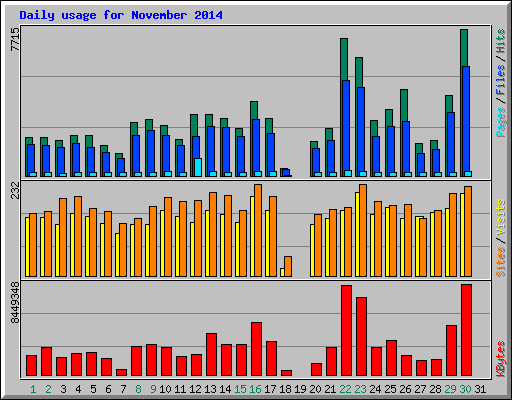 Daily usage for November 2014
7715
Pages / Files / Hits
232
Sites / Visits
8449348
KBytes
1 2 3 4 5 6 7 8 9 10 11 12 13 14 15 16 17 18 19 20 21 22 23 24 25 26 27 28 29 30 31